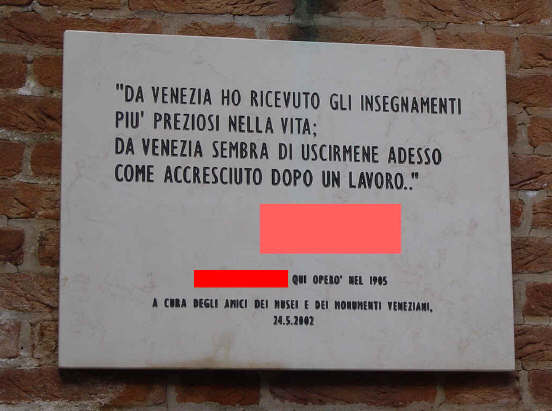 "DA VENEZIA HO RICEVUTO GLI INSEGNAMENTI
PIU' PREZIOSI NELLA VITA;
DA VENEZIA SEMBRA DI USCIRMENE ADESSO
COME ACCRESCIUTO DOPO UN LAVORO.."
QUI OPERO' NEL 1905
A CURA DEGLI AMICI DEI MUSEI E DEI MONUMENTI VENEZIANI,
24.5.2002